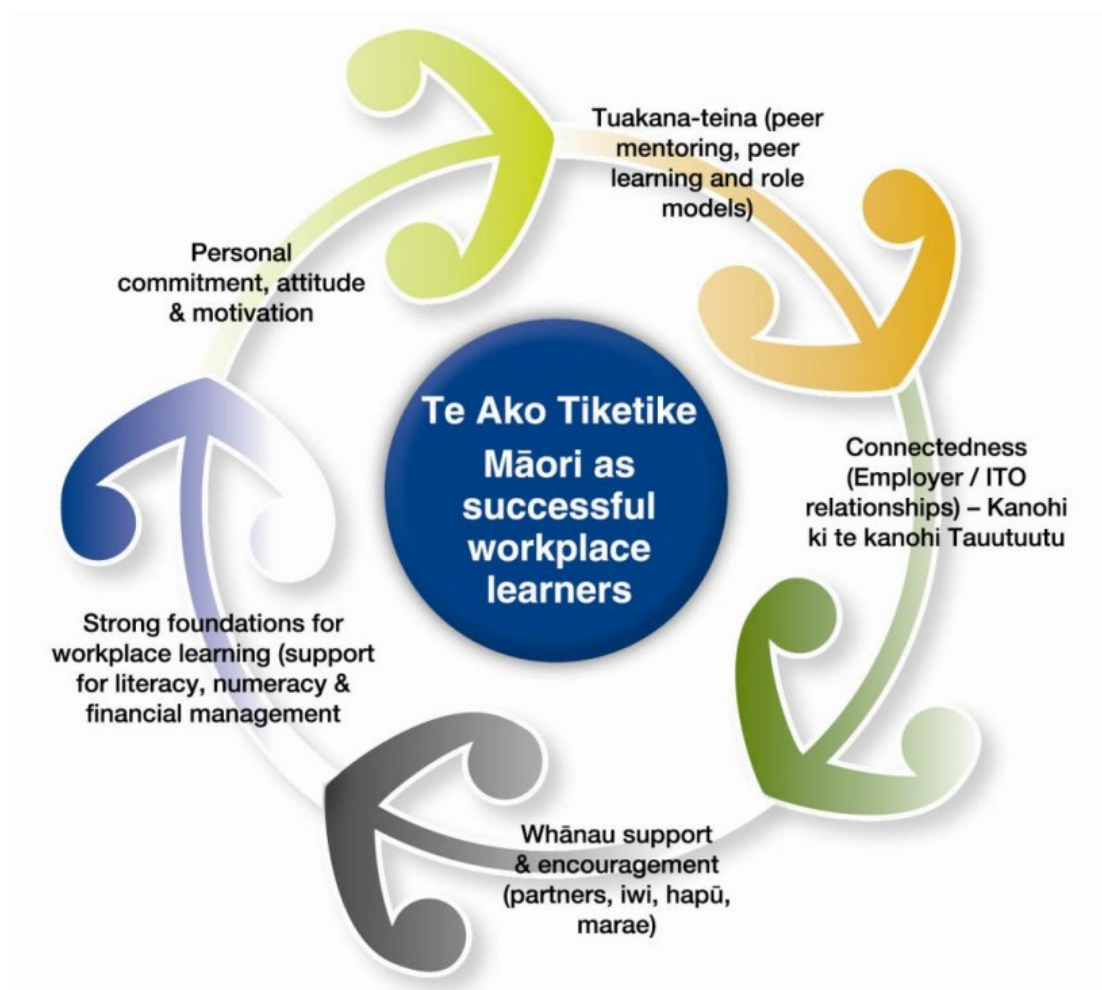 Tuakana-teina (peer
mentoring, peer
learning and role
models)
Personal
commitment, attitude
& motivation
Te Ako Tiketike
Māori as
successful
workplace
learners
Connectedness
(Employer / ITO
relationships) – Kanohi
ki te kanohi Tauutuutu
Strong foundations for
workplace learning (support
for literacy, numeracy &
financial management
Whānau support
& encouragement
(partners, iwi, hapū,
marae)